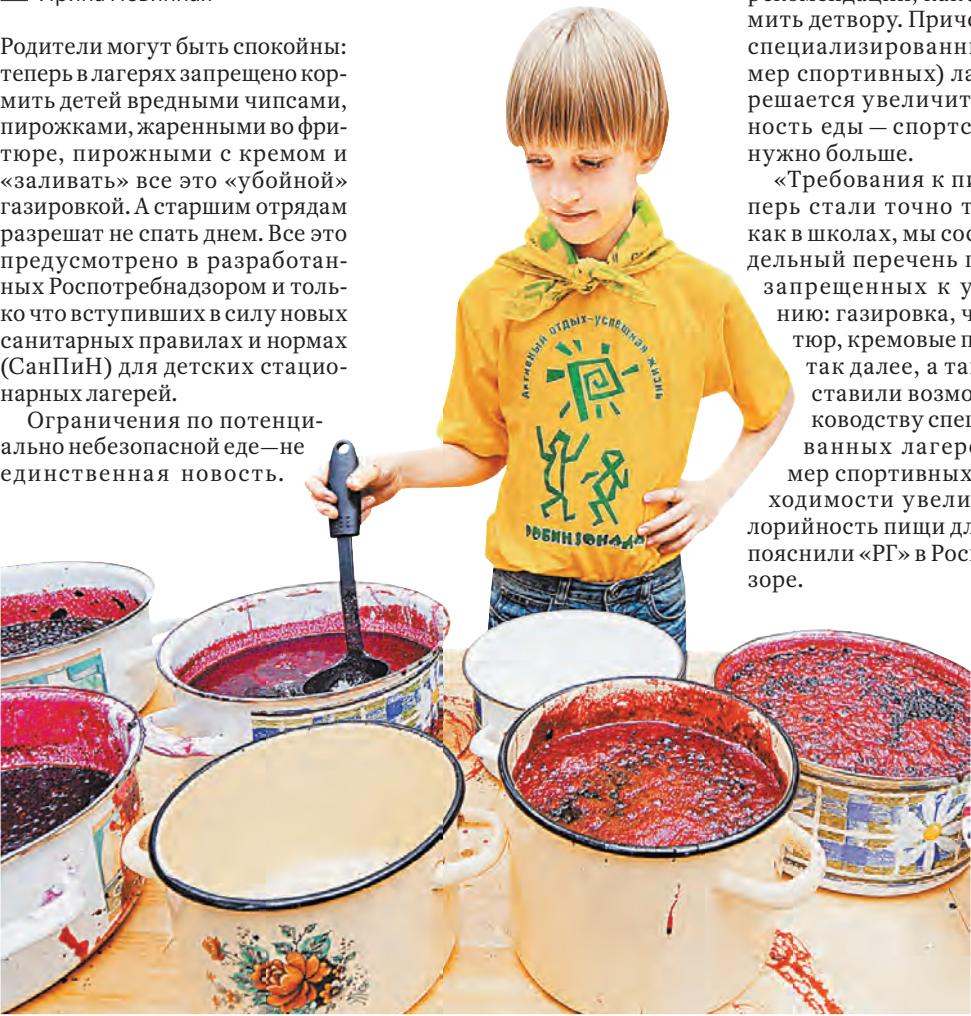 Родители могут быть спокойны:
теперь в лагерях запрещено кор-
мить детей вредными чипсами,
пирожками, жаренными во фри-
тюре, пирожными с кремом и
«заливать» все это «убойной»
газировкой. А старшим отрядам
разрешат не спать днем. Все это
предусмотрено в разработан-
ных Роспотребнадзором и толь-
ко что вступивших в силу новых
санитарных правилах и нормах
(СанПиН) для детских стацио-
нарных лагерей.
Ограничения по потенци-
ально небезопасной еде—не
единственная новость.
АКТИВНЫЙ ОТДЫХ-УСПЕШНАЯ ЖИЗНЬ
РОБИНЗОНАДА
мить детвору. Приче
специализированн
мер спортивных) ла
решается увеличит
ность еды — спортс
нужно больше.
«Требования к пи
перь стали точно т
как в школах, мы сос
дельный перечень п
запрещенных к у
нию: газировка, ч
тюр, кремовые п
так далее, а та
ставили возмо
ководству спец
ванных лагер
мер спортивных
ходимости увели
лорийность пищи дл
пояснили «РГ» в Рос
зоре.